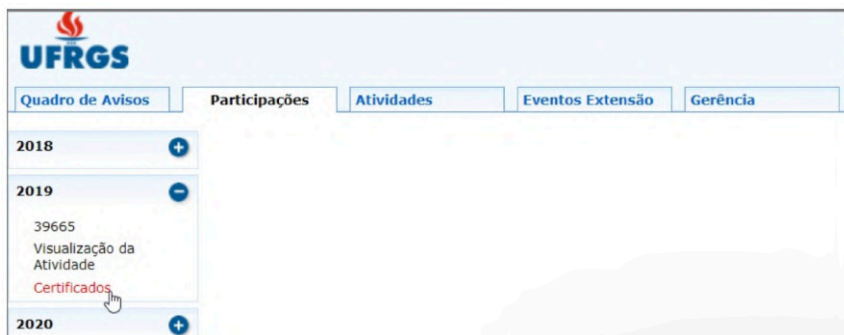 UFRGS
Quadro de Avisos Participações Atividades Eventos Extensão Gerência
2018
2019
39665
Visualização da
Atividade
Certificados
2020